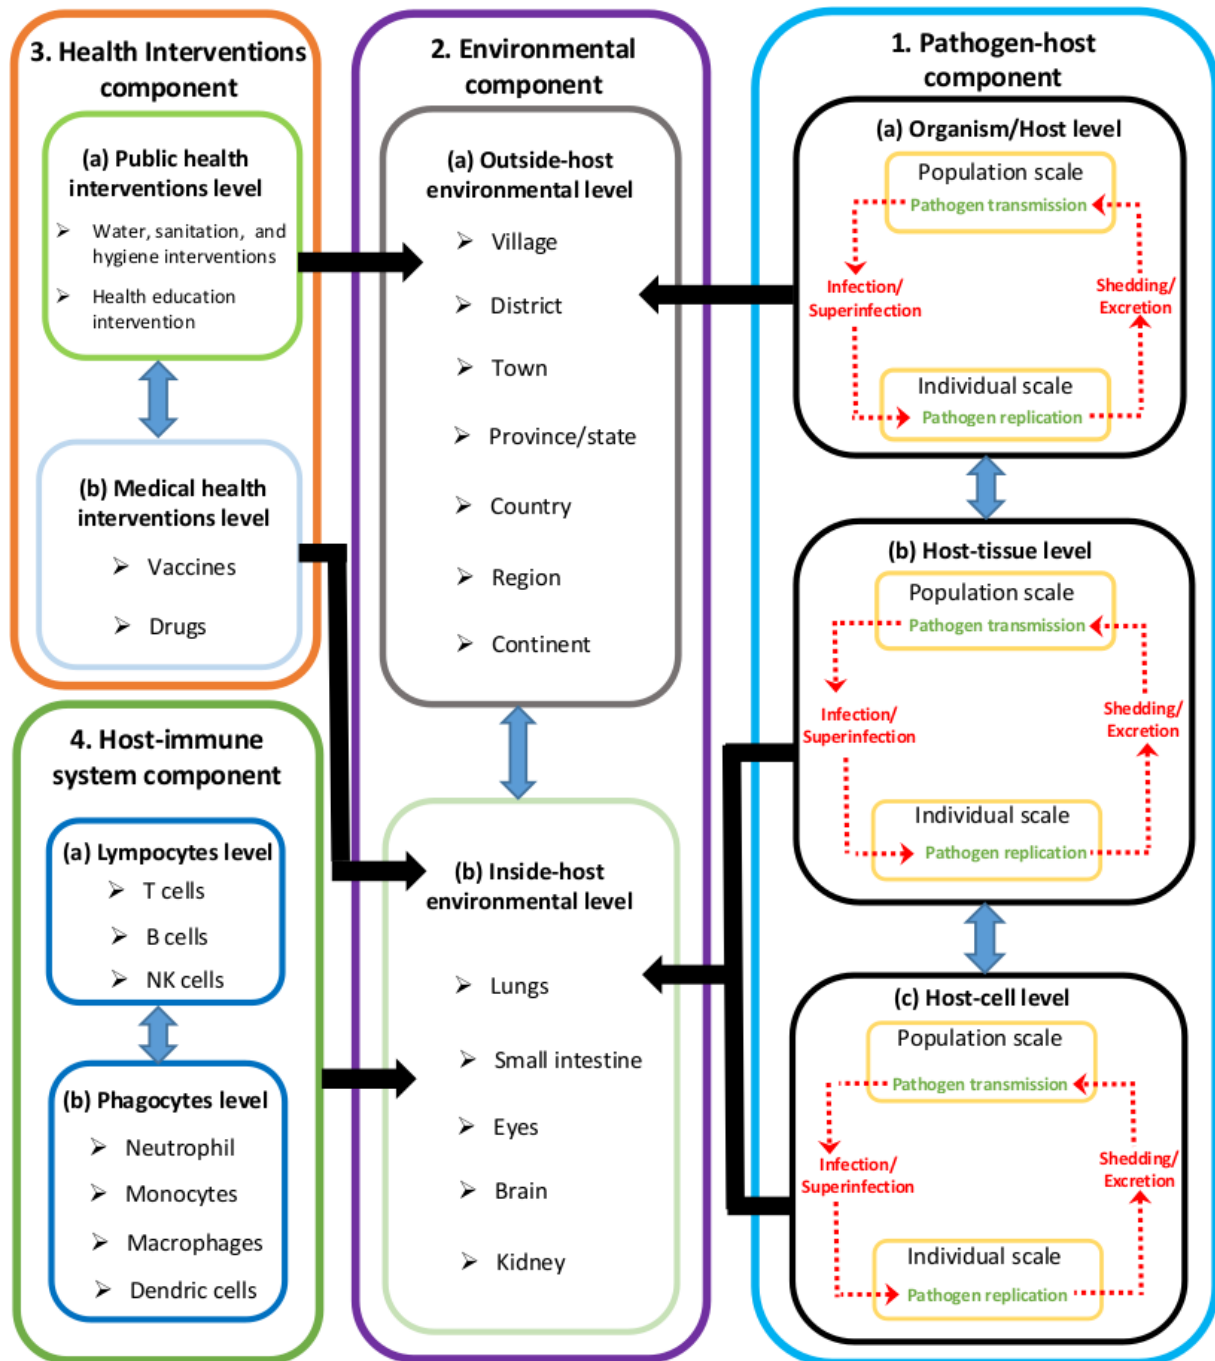 3. Health Interventions
component
(a) Public health
interventions level
➢ Water, sanitation, and
hygiene interventions
➢ Health education
intervention
(b) Medical health
interventions level
➢ Vaccines
➢ Drugs
4. Host-immune
system component
(a) Lympocytes level
➢ T cells
➢ B cells
➢ NK cells
(b) Phagocytes level
➢ Neutrophil
➢ Monocytes
➢ Macrophages
➢ Dendric cells
2. Environmental
component
(a) Outside-host
environmental level
➢ Village
➢ District
➢ Town
➢ Province/state
➢ Country
➢ Region
➢ Continent
(b) Inside-host
environmental level
➢ Lungs
➢ Small intestine
➢ Eyes
➢ Brain
➢ Kidney
1. Pathogen-host
component
(a) Organism/Host level
Population scale
Pathogen transmission
Infection/
Superinfection
Shedding/
Excretion
Individual scale
Pathogen replication
(b) Host-tissue level
Population scale
Pathogen transmission
Infection/
Superinfection
Shedding/
Excretion
Individual scale
Pathogen replication
(c) Host-cell level
Population scale
Pathogen transmission
Infection/
Superinfection
Shedding/
Excretion
Individual scale
Pathogen replication